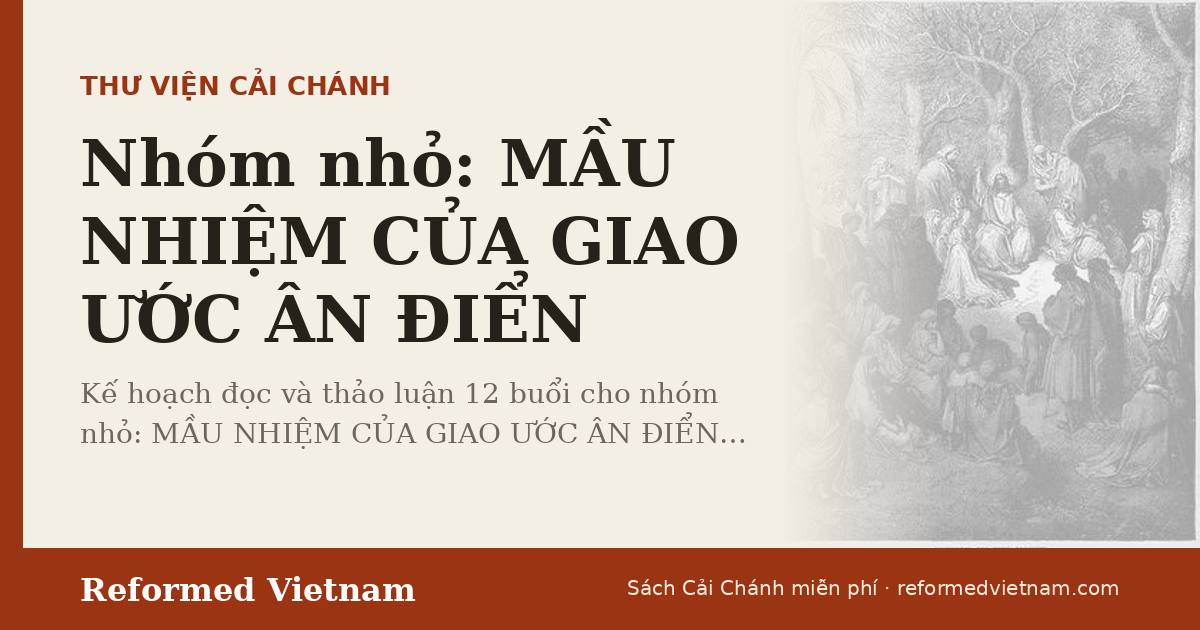 THƯ VIỆN CẢI CHÁNH
Nhóm nhỏ: MẦU
NHIỆM CỦA GIAO
ƯỚC ÂN ĐIỂN
Kế hoạch đọc và thảo luận 12 buổi cho nhóm
nhỏ: MẦU NHIỆM CỦA GIAO ƯỚC ÂN ĐIỂN...
Reformed Vietnam
Sách Cải Chánh miễn phí · reformedvietnam.com